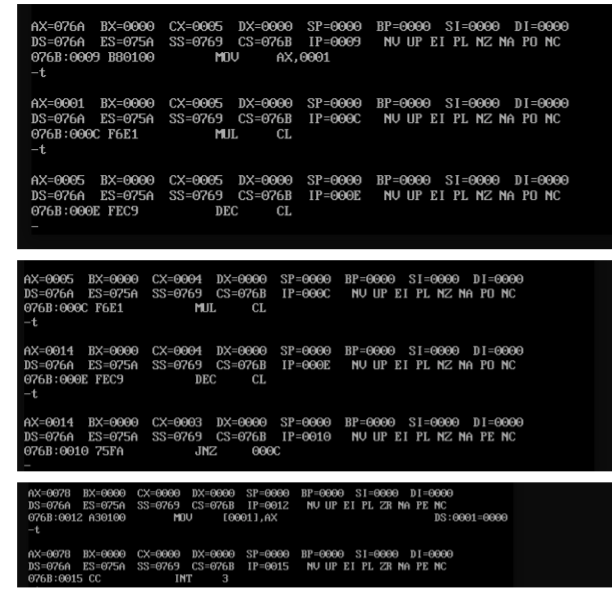 AX=076A BX=0000 CX=0005 DX=0000 SP=0000 BP=0000 SI=0000 DI=0000
DS=076A ES=075A SS=0769 CS=076B IP=0009 NV UP EI PL NZ NA PO NC
076B:0009 B80100 MOV AX,0001
-t
AX=0001 BX=0000 CX=0005 DX=0000 SP=0000 BP=0000 SI=0000 DI=0000
DS=076A ES=075A SS=0769 CS=076B IP=000C NV UP EI PL NZ NA PO NC
076B:000C F6E1 MUL CL
-t
AX=0005 BX=0000 CX=0005 DX=0000 SP=0000 BP=0000 SI=0000 DI=0000
DS=076A ES=075A SS=0769 CS=076B IP=000E NV UP EI PL NZ NA PO NC
076B:000E FEC9 DEC CL
-
AX=0005 BX=0000 CX=0004 DX=0000 SP=0000 BP=0000 SI=0000 DI=0000
DS=076A ES=075A SS=0769 CS=076B IP=000C NV UP EI PL NZ NA PO NC
076B:000C F6E1 MUL CL
-t
AX=0014 BX=0000 CX=0004 DX=0000 SP=0000 BP=0000 SI=0000 DI=0000
DS=076A ES=075A SS=0769 CS=076B IP=000E NV UP EI PL NZ NA PO NC
076B:000E FEC9 DEC CL
-t
AX=0014 BX=0000 CX=0003 DX=0000 SP=0000 BP=0000 SI=0000 DI=0000
DS=076A ES=075A SS=0769 CS=076B IP=0010 NV UP EI PL NZ NA PE NC
076B:0010 75FA JNZ 000C
-
AX=0078 BX=0000 CX=0000 DX=0000 SP=0000 BP=0000 SI=0000 DI=0000
DS=076A ES=075A SS=0769 CS=076B IP=0012 NV UP EI PL ZR NA PE NC
076B:0012 A30100 MOV [0001],AX DS:0001=0000
-t
AX=0078 BX=0000 CX=0000 DX=0000 SP=0000 BP=0000 SI=0000 DI=0000
DS=076A ES=075A SS=0769 CS=076B IP=0015 NV UP EI PL ZR NA PE NC
076B:0015 CC INT 3